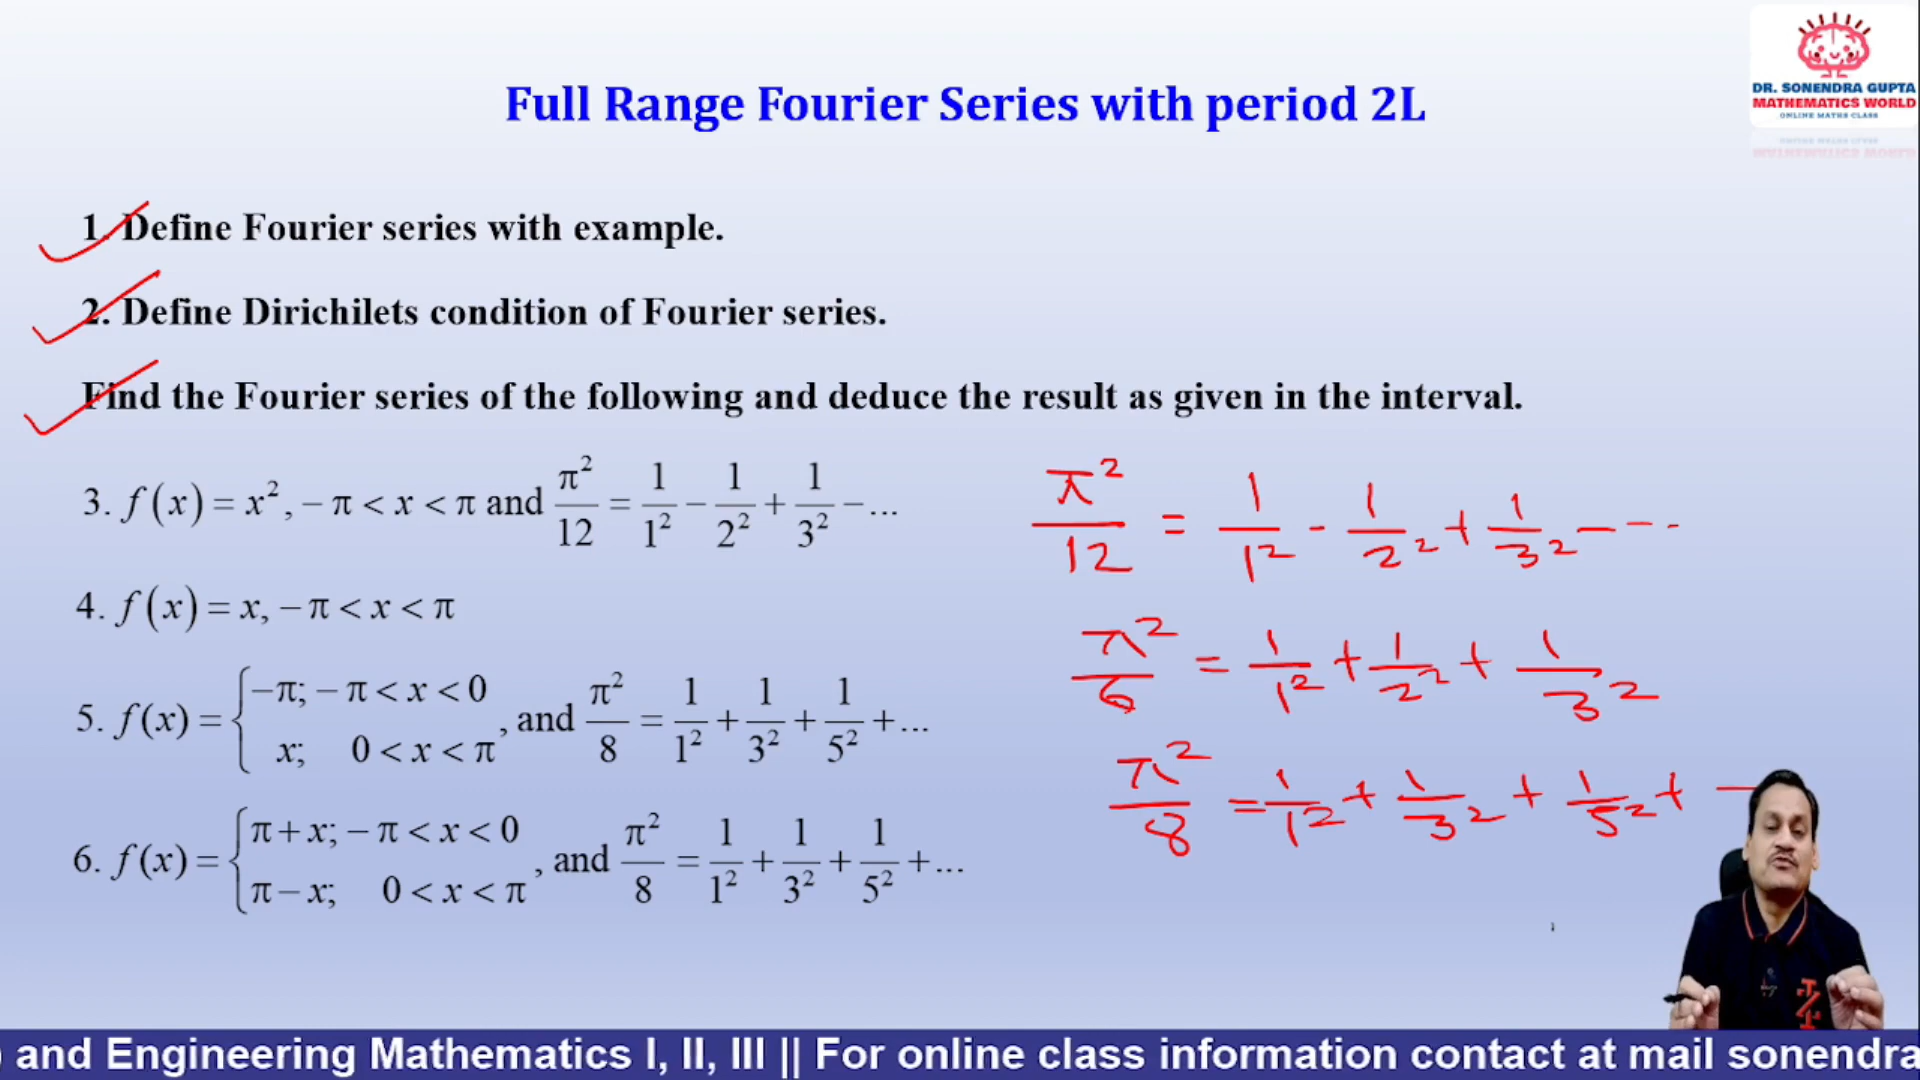 Full Range Fourier Series with period 2L
DR. SONENDRA GUPTA
MATHEMATICS WORLD
ONLINE MATHS CLASS
1. Define Fourier series with example.
2. Define Dirichilets condition of Fourier series.
Find the Fourier series of the following and deduce the result as given in the interval.
3. f(x) = x², −π < x < π and π²/12 = 1/1² − 1/2² + 1/3² − ...
π²/12 = 1/1² - 1/2² + 1/3² - - - -
4. f(x) = x, −π < x < π
π²/6 = 1/1² + 1/2² + 1/3²
5. f(x) = { −π; −π < x < 0
x; 0 < x < π , and π²/8 = 1/1² + 1/3² + 1/5² + ...
π²/8 = 1/1² + 1/3² + 1/5² + -
6. f(x) = { π + x; −π < x < 0
π − x; 0 < x < π , and π²/8 = 1/1² + 1/3² + 1/5² + ...
) and Engineering Mathematics I, II, III || For online class information contact at mail sonendra